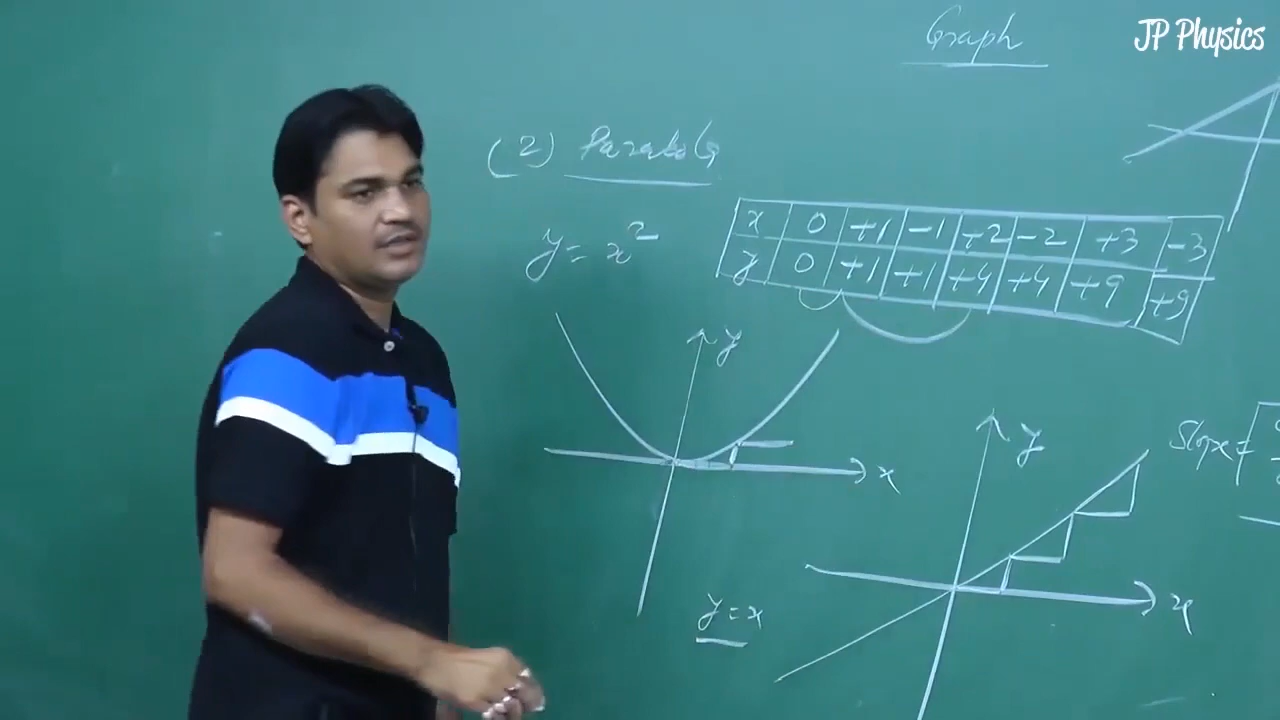 JP Physics
Graph
(2) Parabola
y = x²
x 0 +1 -1 +2 -2 +3 -3
y 0 +1 +1 +4 +4 +9 +9
y
x
y
Slope =
x
y = x